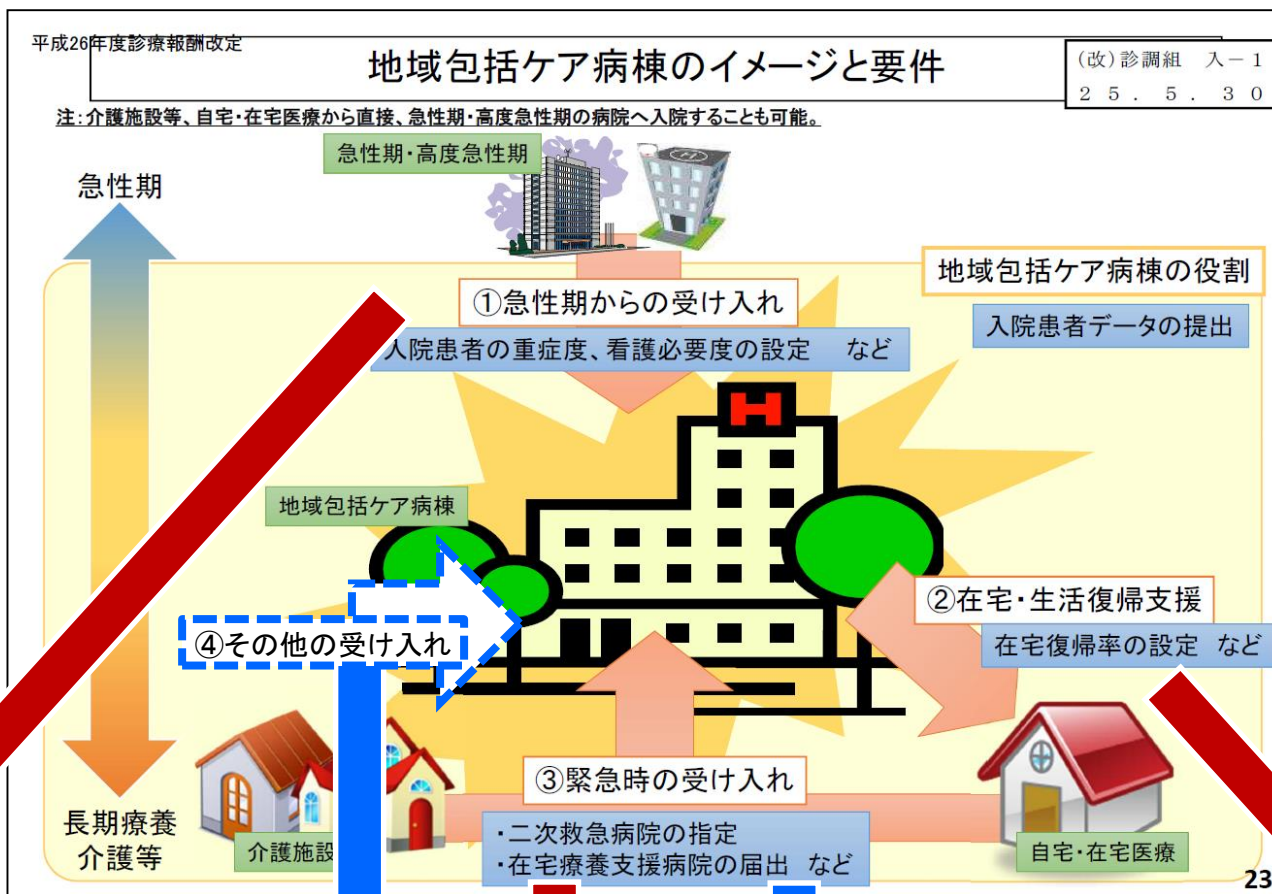 平成26年度診療報酬改定
地域包括ケア病棟のイメージと要件
(改)診調組 入－1
25.5.30
注:介護施設等、自宅・在宅医療から直接、急性期・高度急性期の病院へ入院することも可能。
急性期・高度急性期
急性期
地域包括ケア病棟の役割
入院患者データの提出
①急性期からの受け入れ
入院患者の重症度、看護必要度の設定 など
H
地域包括ケア病棟
④その他の受け入れ
②在宅・生活復帰支援
在宅復帰率の設定 など
③緊急時の受け入れ
・二次救急病院の指定
・在宅療養支援病院の届出 など
長期療養
介護等
介護施設
自宅・在宅医療
23